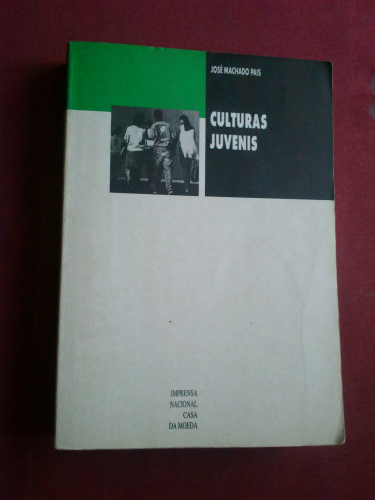 JOSÉ MACHADO PAIS
CULTURAS
JUVENIS
IMPRENSA
NACIONAL
CASA
DA MOEDA